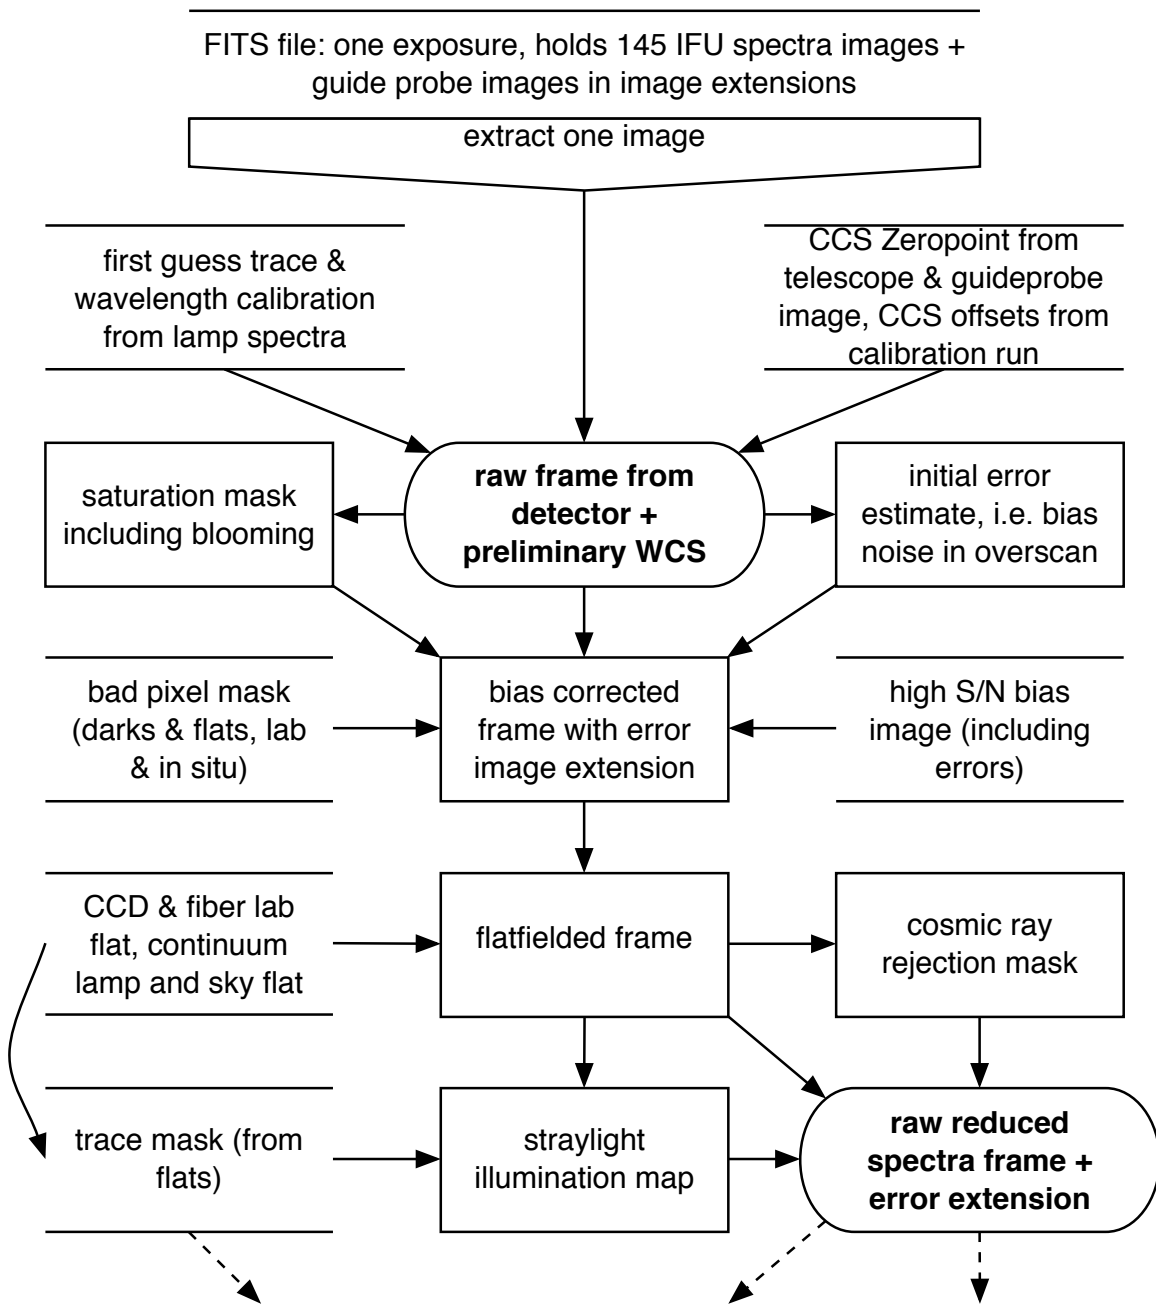 FITS file: one exposure, holds 145 IFU spectra images +
guide probe images in image extensions
extract one image
first guess trace &
wavelength calibration
from lamp spectra
CCS Zeropoint from
telescope & guideprobe
image, CCS offsets from
calibration run
saturation mask
including blooming
raw frame from
detector +
preliminary WCS
initial error
estimate, i.e. bias
noise in overscan
bad pixel mask
(darks & flats, lab
& in situ)
bias corrected
frame with error
image extension
high S/N bias
image (including
errors)
CCD & fiber lab
flat, continuum
lamp and sky flat
flatfielded frame
cosmic ray
rejection mask
trace mask (from
flats)
straylight
illumination map
raw reduced
spectra frame +
error extension